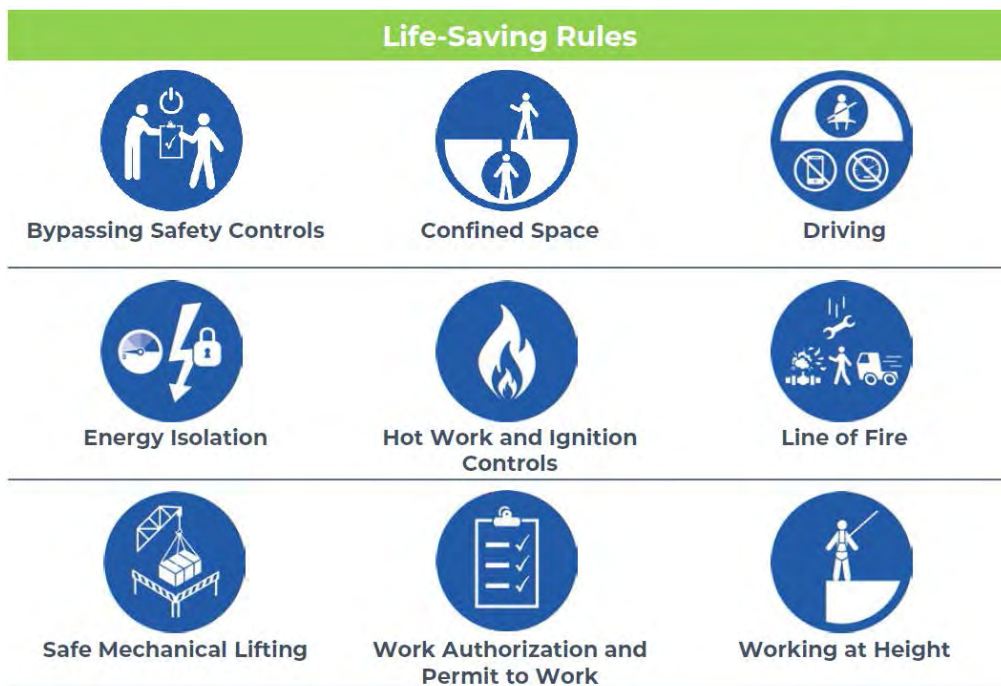 Life-Saving Rules
Bypassing Safety Controls
Confined Space
Driving
Energy Isolation
Hot Work and Ignition
Controls
Line of Fire
Safe Mechanical Lifting
Work Authorization and
Permit to Work
Working at Height